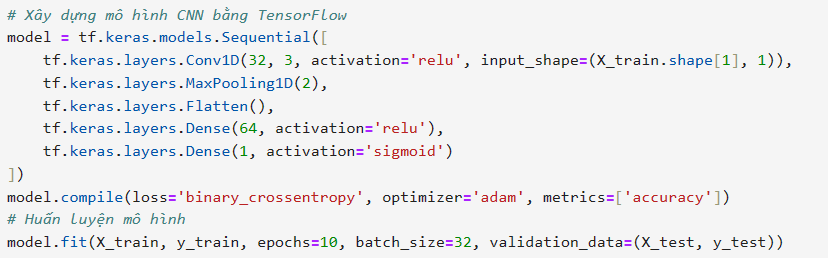 # Xây dựng mô hình CNN bằng TensorFlow
model = tf.keras.models.Sequential([
    tf.keras.layers.Conv1D(32, 3, activation='relu', input_shape=(X_train.shape[1], 1)),
    tf.keras.layers.MaxPooling1D(2),
    tf.keras.layers.Flatten(),
    tf.keras.layers.Dense(64, activation='relu'),
    tf.keras.layers.Dense(1, activation='sigmoid')
])
model.compile(loss='binary_crossentropy', optimizer='adam', metrics=['accuracy'])
# Huấn luyện mô hình
model.fit(X_train, y_train, epochs=10, batch_size=32, validation_data=(X_test, y_test))